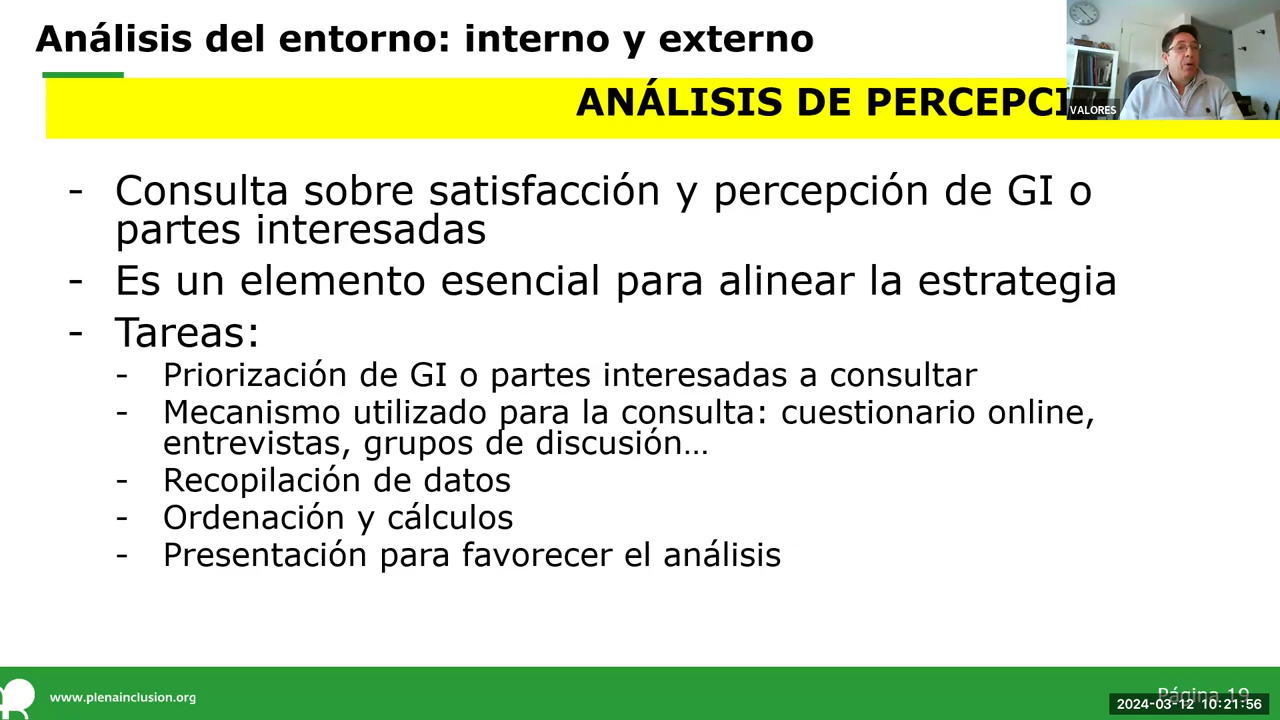 Análisis del entorno: interno y externo
ANÁLISIS DE PERCEPCI
VALORES
- Consulta sobre satisfacción y percepción de GI o
partes interesadas
- Es un elemento esencial para alinear la estrategia
- Tareas:
- Priorización de GI o partes interesadas a consultar
- Mecanismo utilizado para la consulta: cuestionario online,
entrevistas, grupos de discusión…
- Recopilación de datos
- Ordenación y cálculos
- Presentación para favorecer el análisis
www.plenainclusion.org
Página 19
2024-03-12 10:21:56